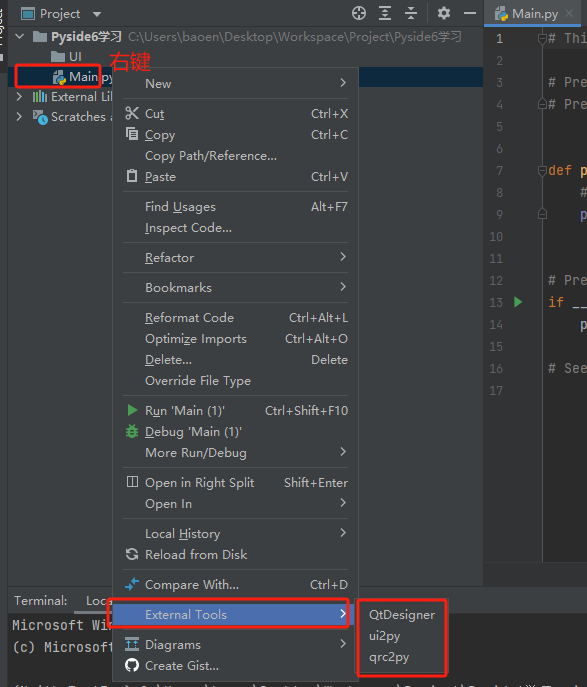 Project
Main.py
Pyside6学习 C:\Users\baoen\Desktop\Workspace\Project\Pyside6学习
UI
Main.py
右键
External Lib
Scratches a
New
Cut Ctrl+X
Copy Ctrl+C
Copy Path/Reference...
Paste Ctrl+V
Find Usages Alt+F7
Inspect Code...
Refactor
Bookmarks
Reformat Code Ctrl+Alt+L
Optimize Imports Ctrl+Alt+O
Delete... Delete
Override File Type
Run 'Main (1)' Ctrl+Shift+F10
Debug 'Main (1)'
More Run/Debug
Open in Right Split Shift+Enter
Open In
Local History
Reload from Disk
Compare With... Ctrl+D
External Tools
Diagrams
Create Gist...
QtDesigner
ui2py
qrc2py
1 # Thi
2
3 # Pre
4 # Pre
5
6
7 def p
8 #
9 p
10
11
12 # Pre
13 if __
14 p
15
16 # See
17
Terminal: Loca
Microsoft Win
(c) Microsoft